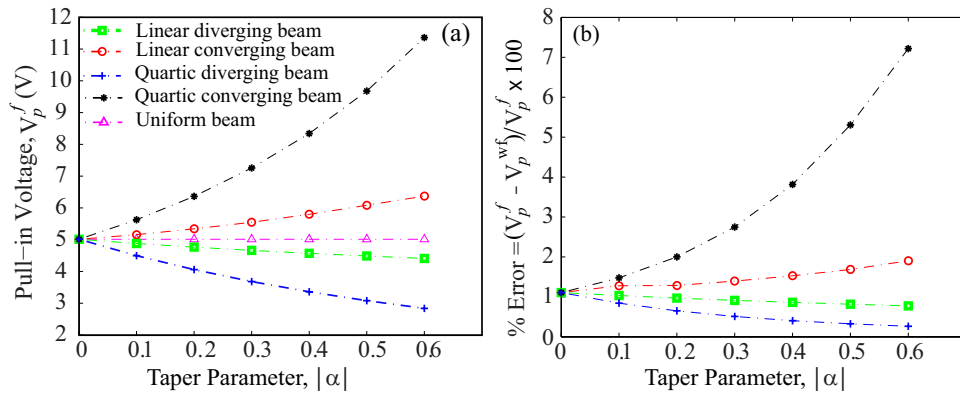 12
11
10
9
8
7
6
5
4
3
2
Pull−in Voltage, V_p^f (V)
(a)
Linear diverging beam
Linear converging beam
Quartic diverging beam
Quartic converging beam
Uniform beam
0 0.1 0.2 0.3 0.4 0.5 0.6
Taper Parameter, |α|
8
7
6
5
4
3
2
1
0
% Error = (V_p^f - V_p^wf)/V_p^f x 100
(b)
0 0.1 0.2 0.3 0.4 0.5 0.6
Taper Parameter, |α|